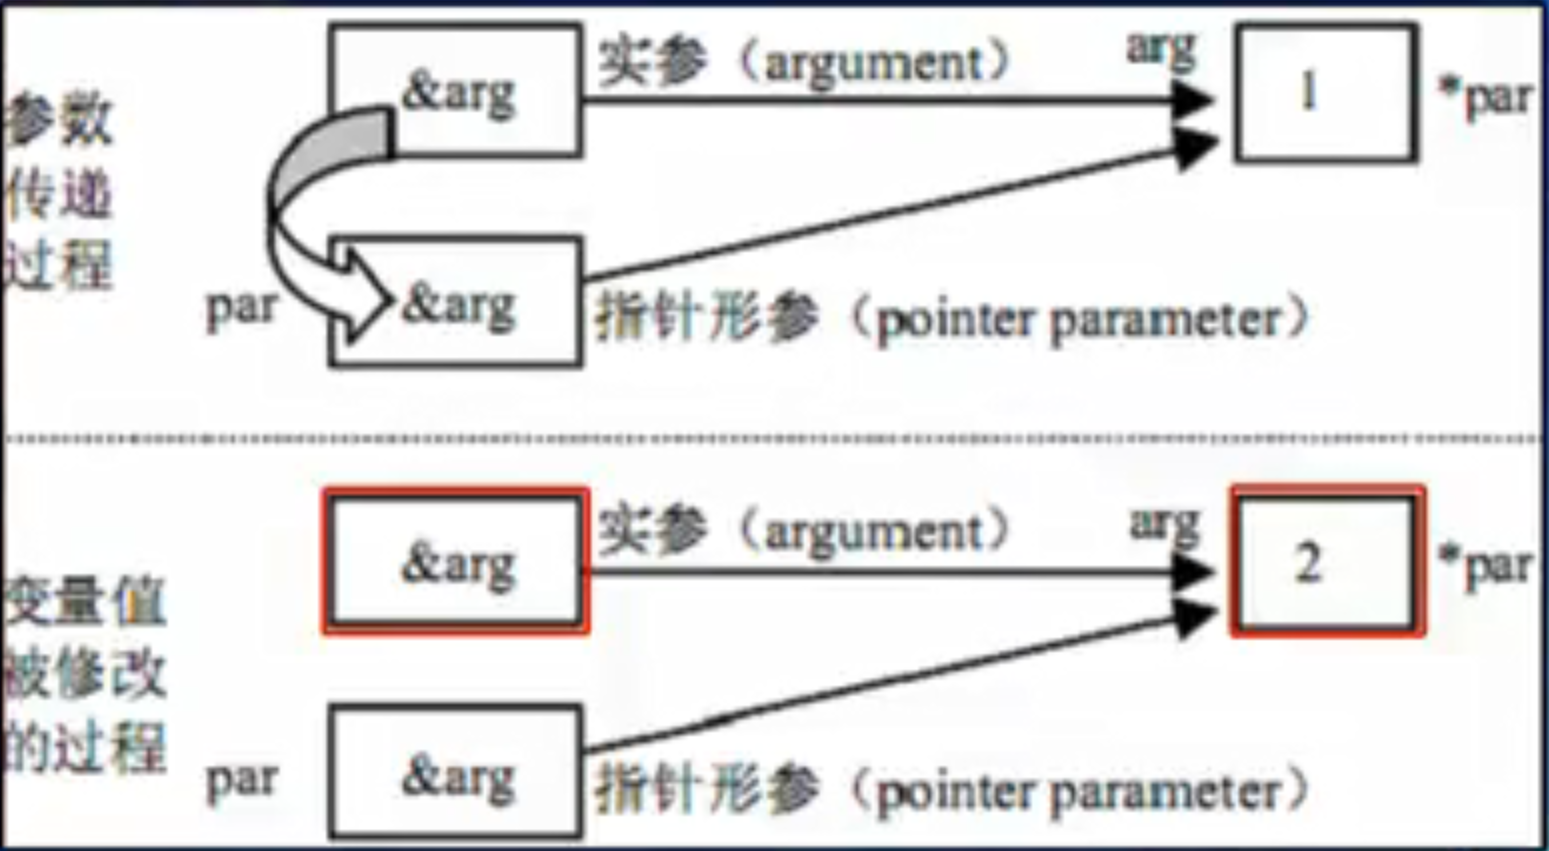 参数
传递
过程
&arg
实参（argument）
arg
1
*par
par
&arg
指针形参（pointer parameter）
变量值
被修改
的过程
&arg
实参（argument）
arg
2
*par
par
&arg
指针形参（pointer parameter）